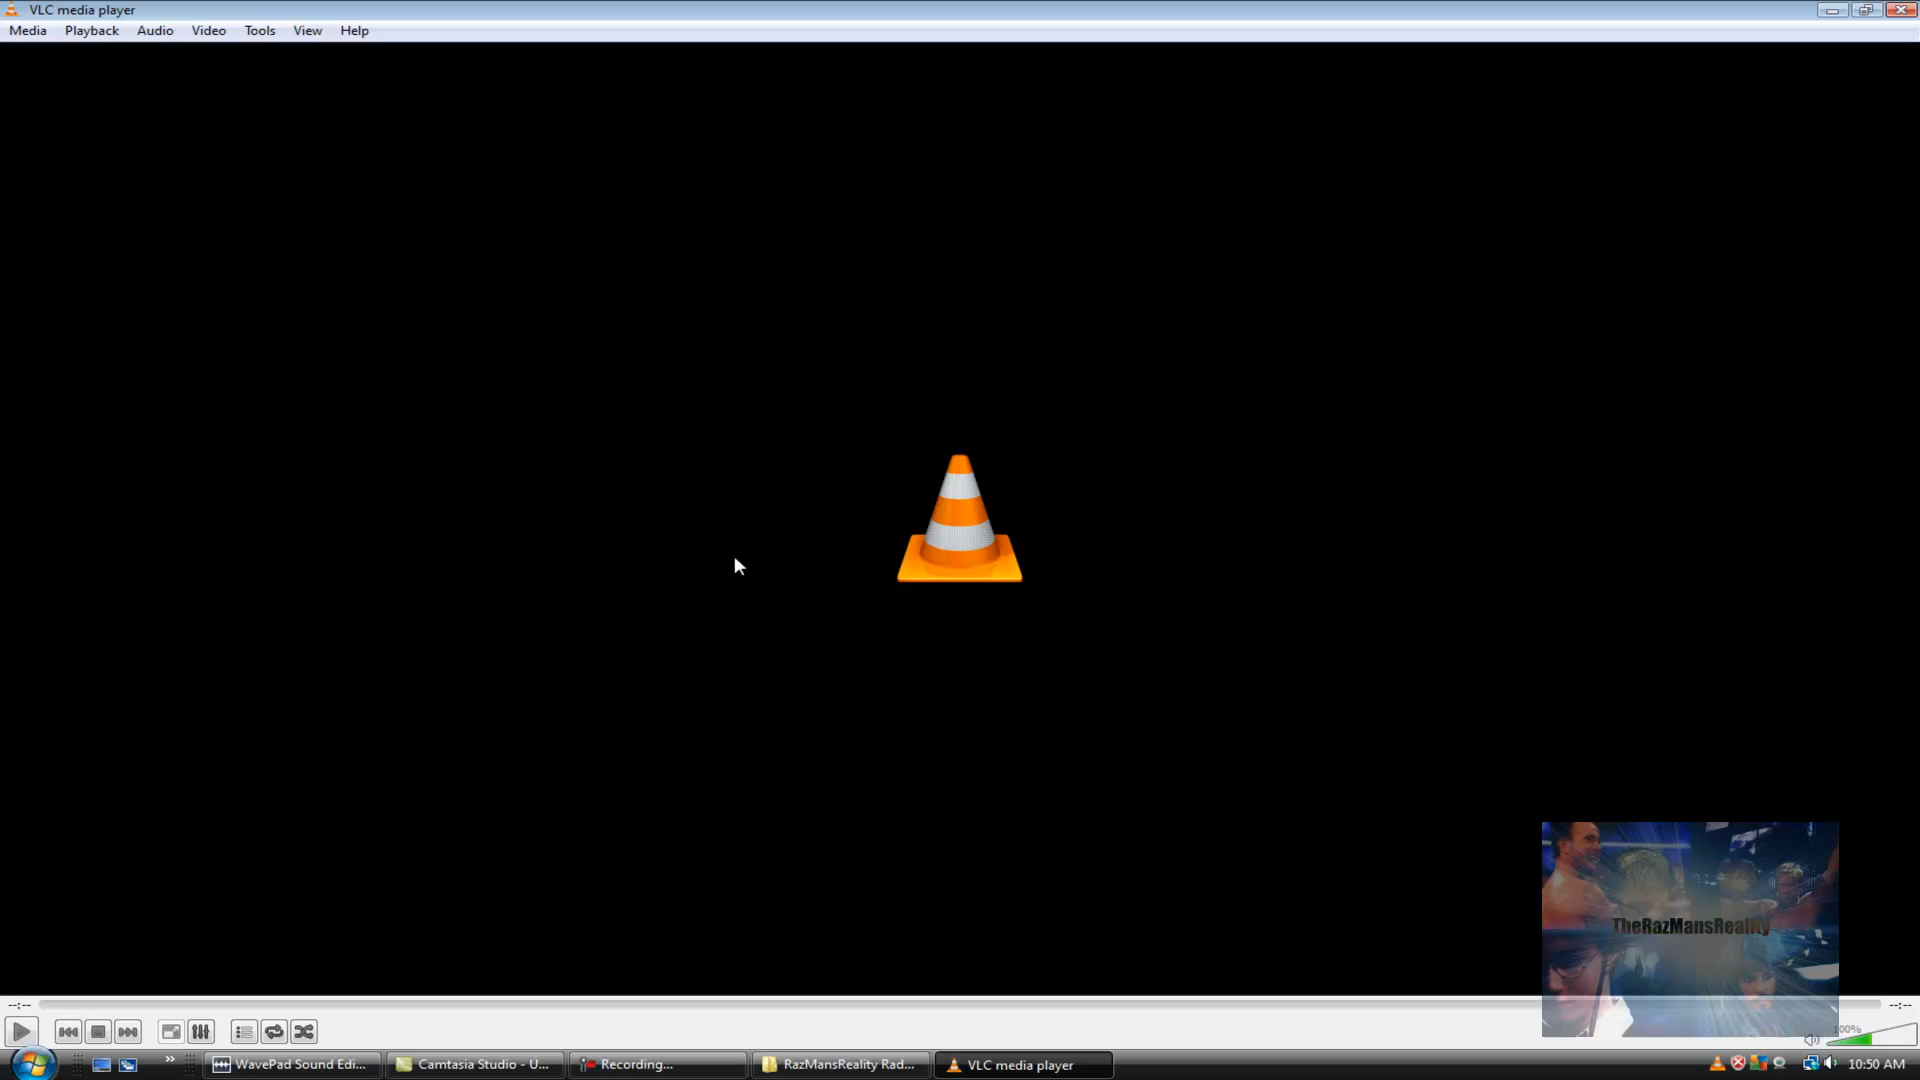 VLC media player
Media Playback Audio Video Tools View Help
TheRazMansReality
--:-- --:--
100%
WavePad Sound Edi... Camtasia Studio - U... Recording... RazMansReality Rad... VLC media player 10:50 AM